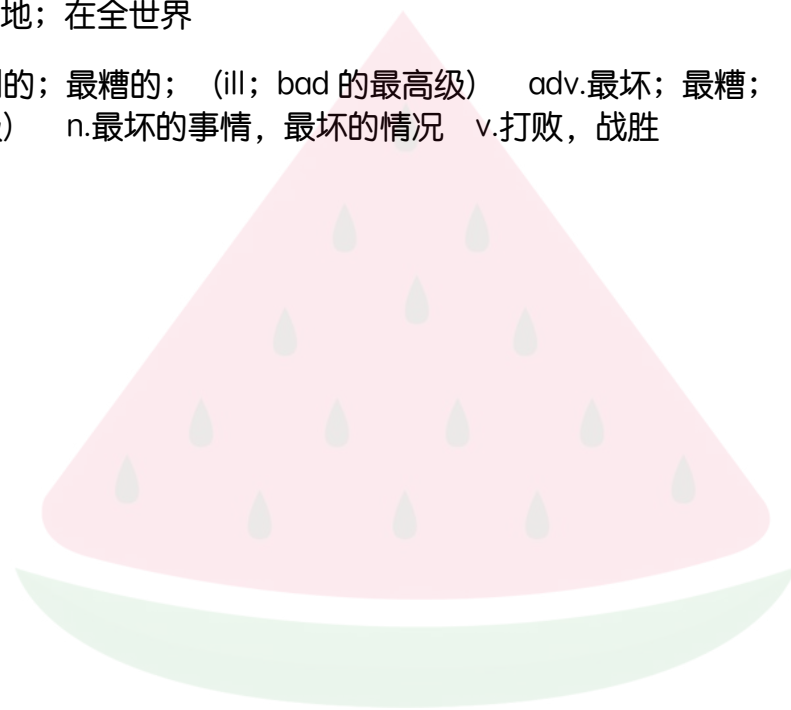 地；在全世界
的；最糟的；（ill；bad 的最高级） adv.最坏；最糟；
） n.最坏的事情，最坏的情况 v.打败，战胜